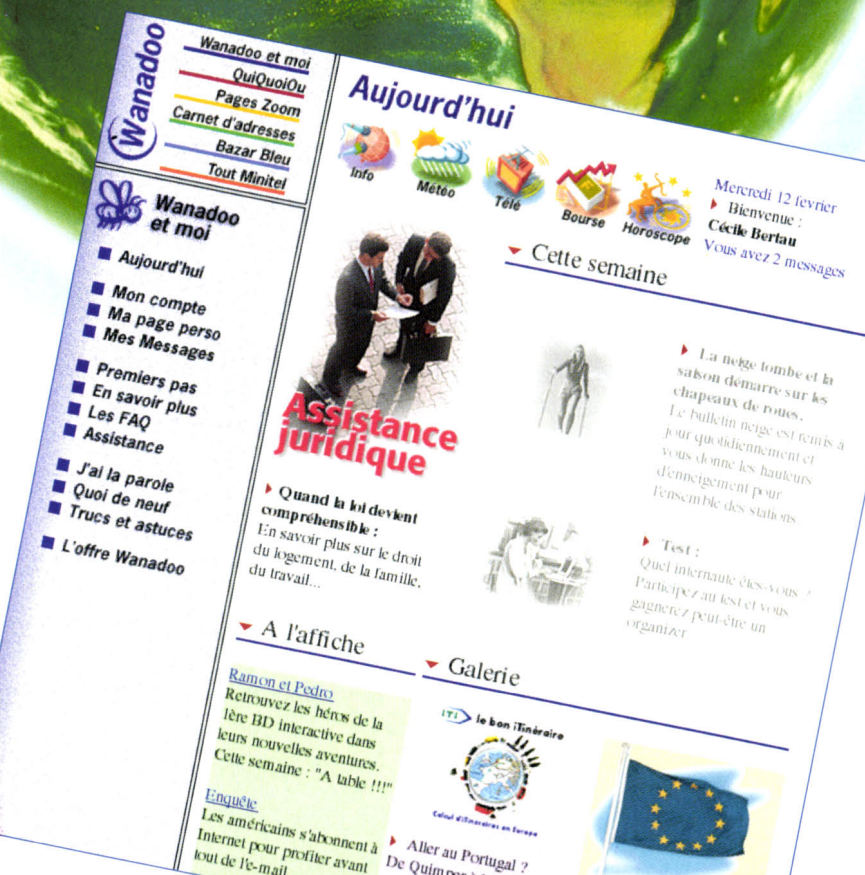 Wanadoo
Wanadoo et moi
QuiQuoiOu
Pages Zoom
Carnet d'adresses
Bazar Bleu
Tout Minitel
Wanadoo
et moi
Aujourd'hui
Mon compte
Ma page perso
Mes Messages
Premiers pas
En savoir plus
Les FAQ
Assistance
J'ai la parole
Quoi de neuf
Trucs et astuces
L'offre Wanadoo
Aujourd'hui
Info
Météo
Télé
Bourse
Horoscope
Mercredi 12 fevrier
Bienvenue :
Cécile Bertau
Vous avez 2 messages
Assistance
juridique
Quand la loi devient
compréhensible :
En savoir plus sur le droit
du logement, de la famille,
du travail...
Cette semaine
La neige tombe et la
saison démarre sur les
chapeaux de roues.
Le bulletin neige est remis à
jour quotidiennement et
vous donne les hauteurs
d'enneigement pour
l'ensemble des stations
Test :
Quel internaute êtes-vous ?
Participez au test et vous
gagnerez peut-être un
organizer
A l'affiche
Ramon et Pedro
Retrouvez les héros de la
1ère BD interactive dans
leurs nouvelles aventures.
Cette semaine : "A table !!!"
Enquête
Les américains s'abonnent à
Internet pour profiter avant
tout de l'e-mail
Galerie
ITI le bon iTinéraire
Calcul d'itinéraires en Europe
Aller au Portugal ?
De Quimper